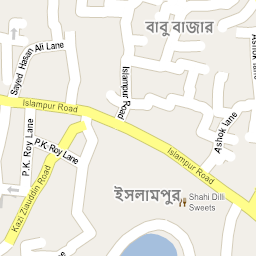 বাবু বাজার
Sayed Hasan Ali Lane
Islampur Road
Islampur Road
Ashok lane
P.K. Roy Lane
P.K. Roy Lane
Islampur Road
Kazi Ziauddin Road
ইসলামপুর
Shahi Dilli
Sweets